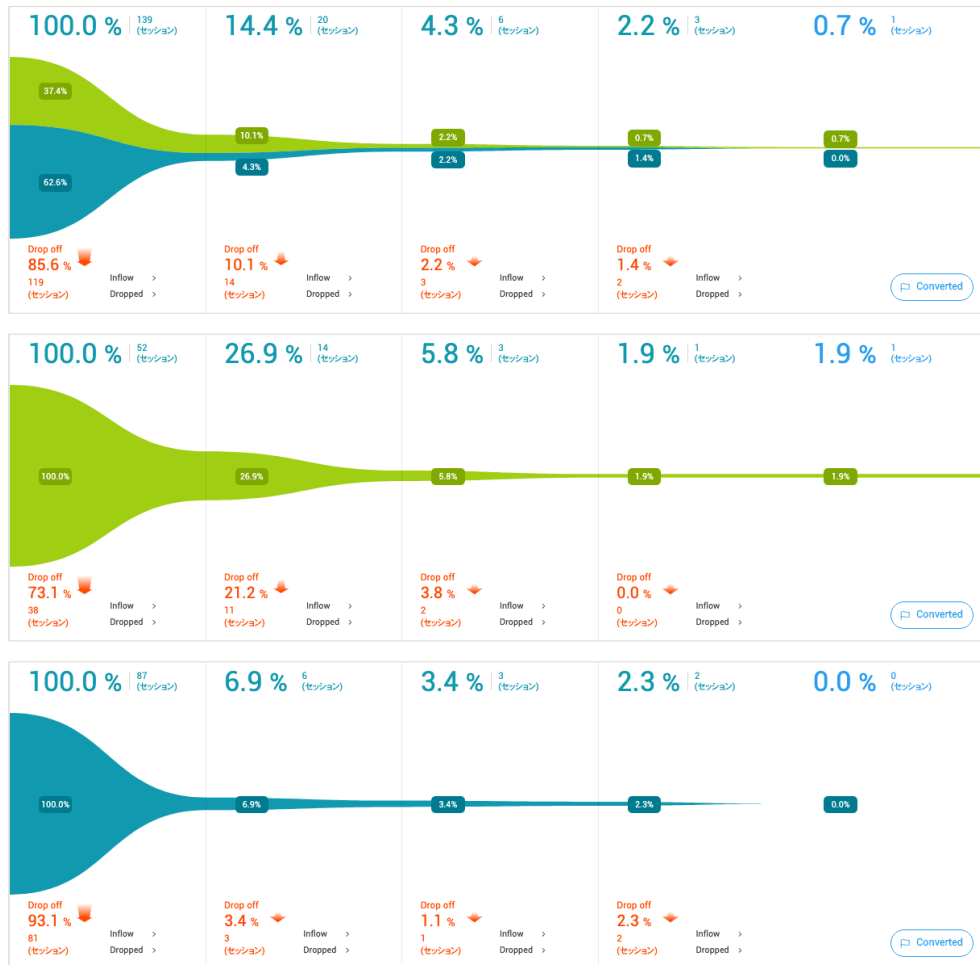 100.0 % 139 (セッション) 14.4 % 20 (セッション) 4.3 % 6 (セッション) 2.2 % 3 (セッション) 0.7 % 1 (セッション)
37.4% 10.1% 2.2% 0.7% 0.7%
62.6% 4.3% 2.2% 1.4% 0.0%
Drop off Drop off Drop off Drop off
85.6 % 10.1 % 2.2 % 1.4 %
119 Inflow > 14 Inflow > 3 Inflow > 2 Inflow >
(セッション) Dropped > (セッション) Dropped > (セッション) Dropped > (セッション) Dropped > Converted
100.0 % 52 (セッション) 26.9 % 14 (セッション) 5.8 % 3 (セッション) 1.9 % 1 (セッション) 1.9 % 1 (セッション)
100.0% 26.9% 5.8% 1.9% 1.9%
Drop off Drop off Drop off Drop off
73.1 % 21.2 % 3.8 % 0.0 %
38 Inflow > 11 Inflow > 2 Inflow > 0 Inflow >
(セッション) Dropped > (セッション) Dropped > (セッション) Dropped > (セッション) Dropped > Converted
100.0 % 87 (セッション) 6.9 % 6 (セッション) 3.4 % 3 (セッション) 2.3 % 2 (セッション) 0.0 % 0 (セッション)
100.0% 6.9% 3.4% 2.3% 0.0%
Drop off Drop off Drop off Drop off
93.1 % 3.4 % 1.1 % 2.3 %
81 Inflow > 3 Inflow > 1 Inflow > 2 Inflow >
(セッション) Dropped > (セッション) Dropped > (セッション) Dropped > (セッション) Dropped > Converted